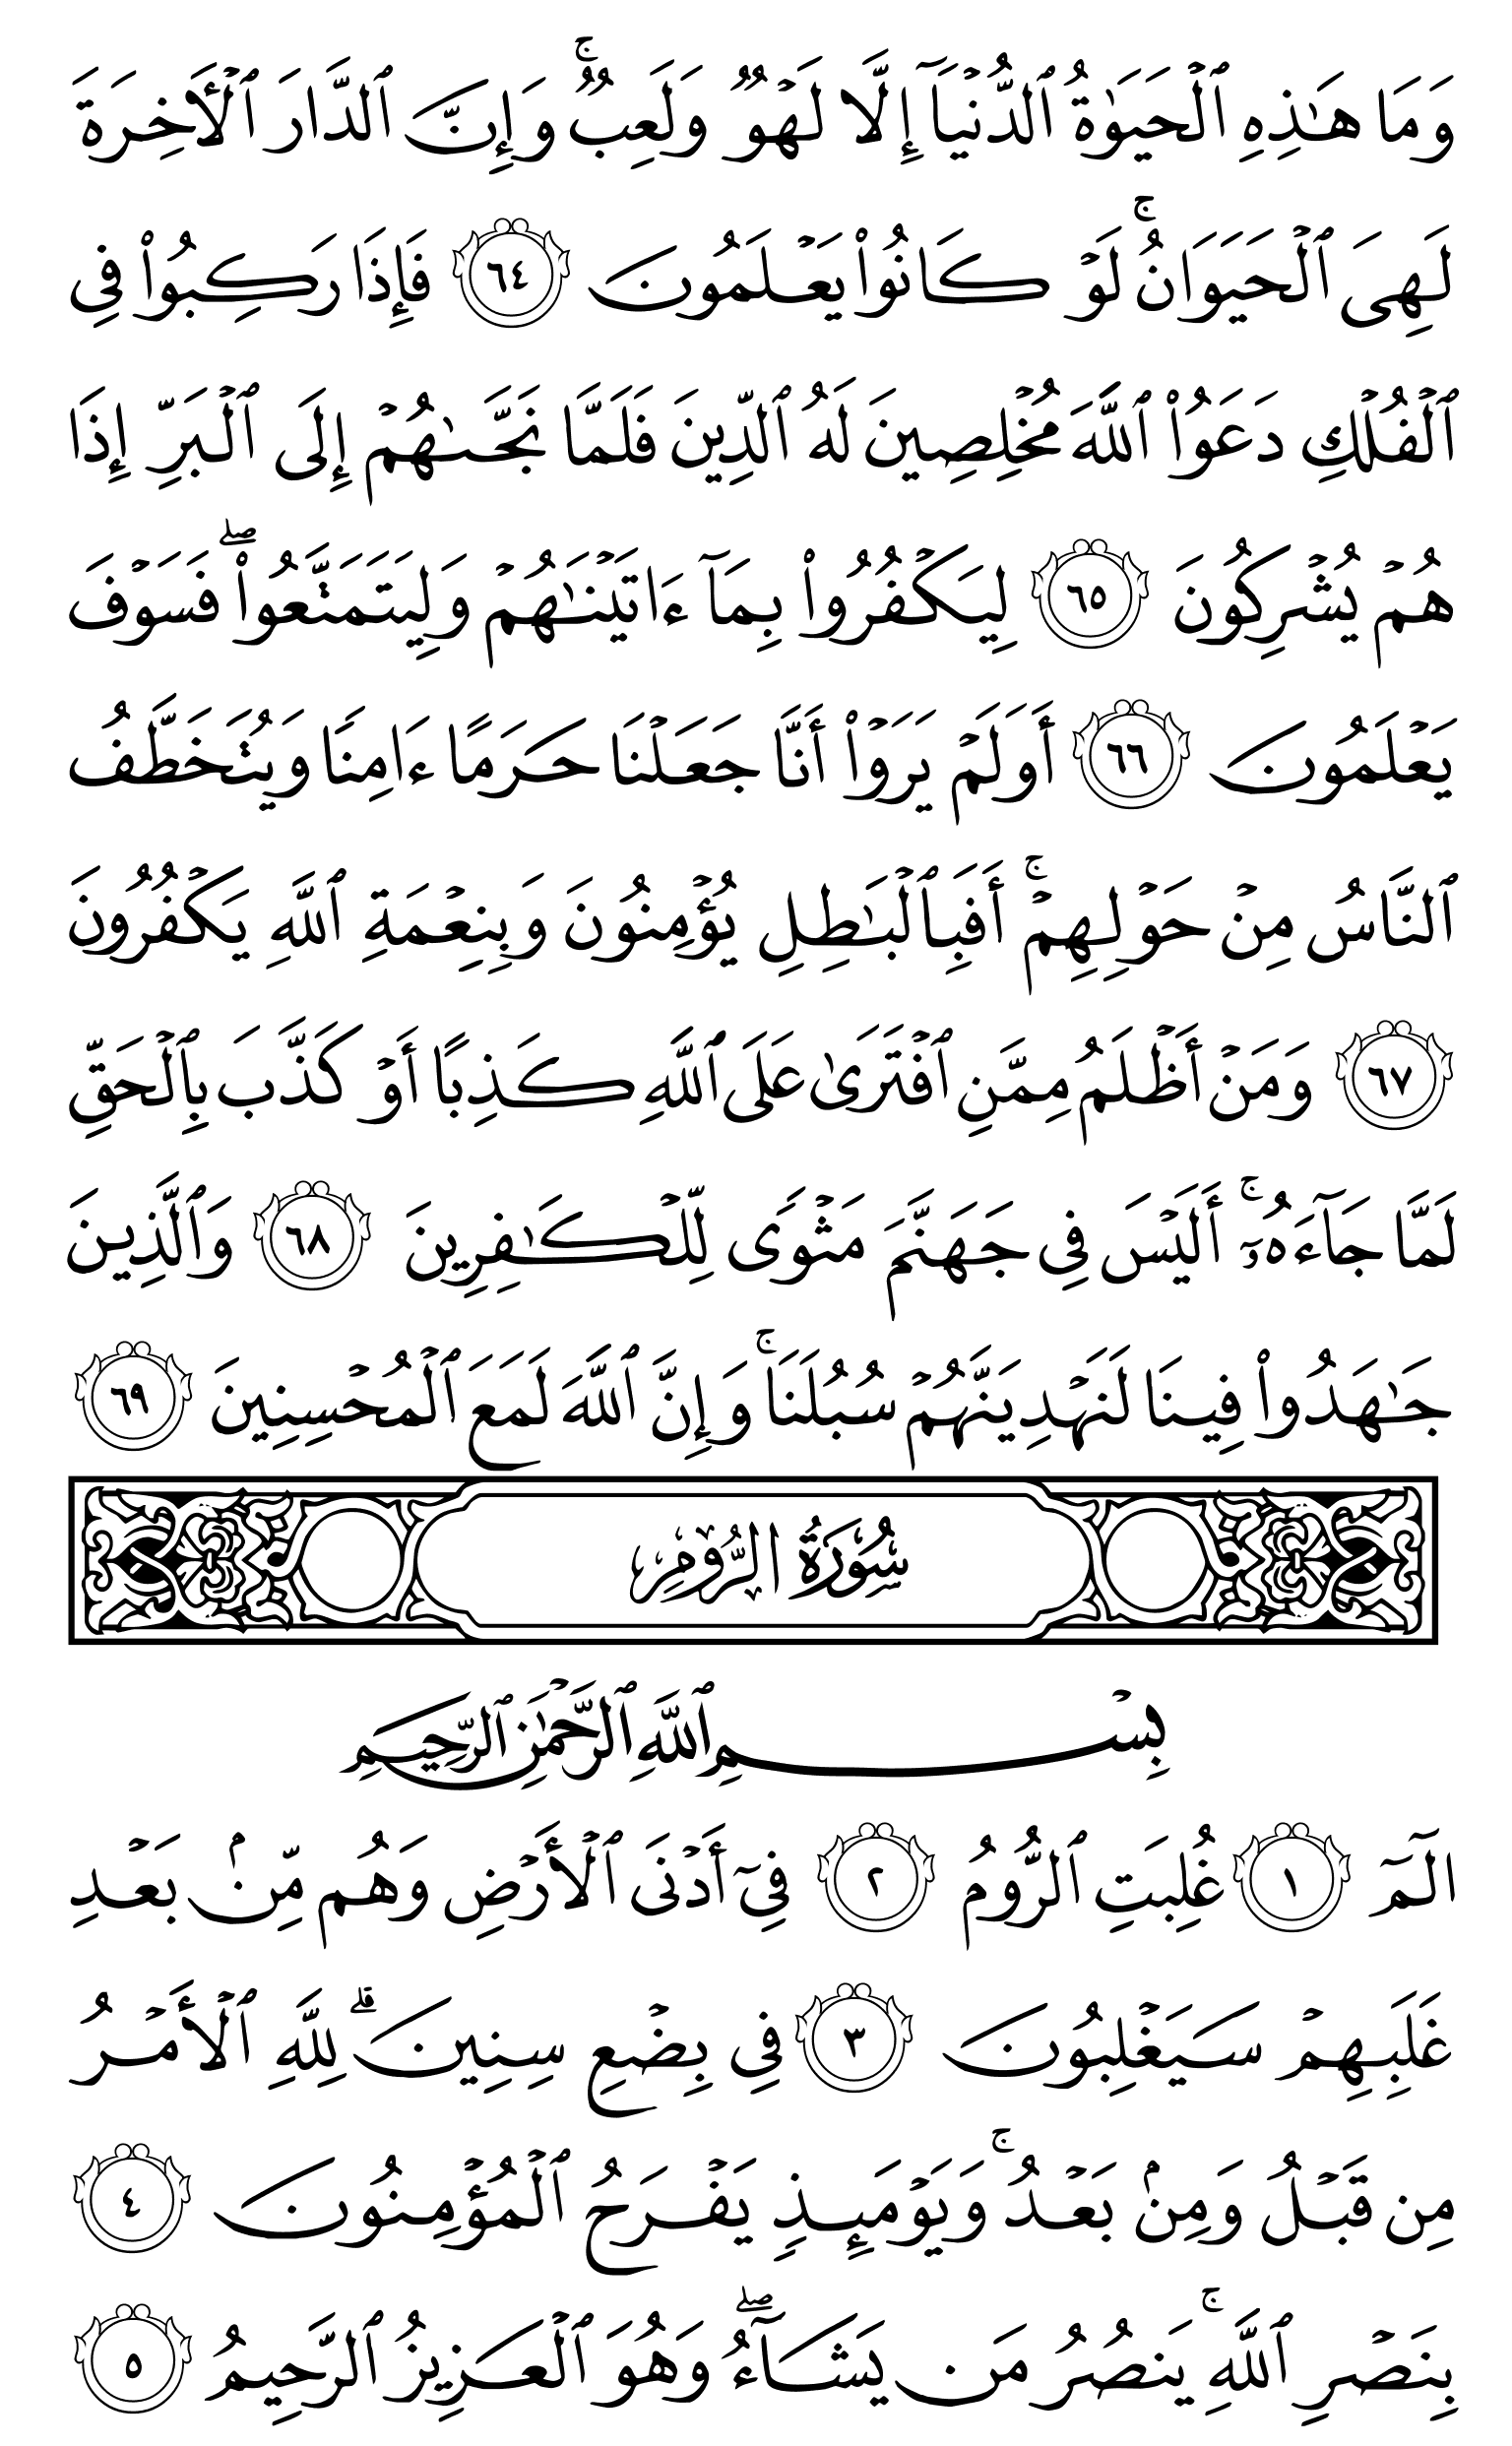 وَمَا هَٰذِهِ ٱلْحَيَوٰةُ ٱلدُّنْيَآ إِلَّا لَهْوٌ وَلَعِبٌ ۚ وَإِنَّ ٱلدَّارَ ٱلْأَخِرَةَ
لَهِىَ ٱلْحَيَوَانُ ۚ لَوْ كَانُوا۟ يَعْلَمُونَ ٦٤ فَإِذَا رَكِبُوا۟ فِى
ٱلْفُلْكِ دَعَوُا۟ ٱللَّهَ مُخْلِصِينَ لَهُ ٱلدِّينَ فَلَمَّا نَجَّىٰهُمْ إِلَى ٱلْبَرِّ إِذَا
هُمْ يُشْرِكُونَ ٦٥ لِيَكْفُرُوا۟ بِمَآ ءَاتَيْنَٰهُمْ وَلِيَتَمَتَّعُوا۟ ۖ فَسَوْفَ
يَعْلَمُونَ ٦٦ أَوَلَمْ يَرَوْا۟ أَنَّا جَعَلْنَا حَرَمًا ءَامِنًا وَيُتَخَطَّفُ
ٱلنَّاسُ مِنْ حَوْلِهِمْ ۚ أَفَبِٱلْبَٰطِلِ يُؤْمِنُونَ وَبِنِعْمَةِ ٱللَّهِ يَكْفُرُونَ
٦٧ وَمَنْ أَظْلَمُ مِمَّنِ ٱفْتَرَىٰ عَلَى ٱللَّهِ كَذِبًا أَوْ كَذَّبَ بِٱلْحَقِّ
لَمَّا جَآءَهُۥٓ ۚ أَلَيْسَ فِى جَهَنَّمَ مَثْوًى لِّلْكَٰفِرِينَ ٦٨ وَٱلَّذِينَ
جَٰهَدُوا۟ فِينَا لَنَهْدِيَنَّهُمْ سُبُلَنَا ۚ وَإِنَّ ٱللَّهَ لَمَعَ ٱلْمُحْسِنِينَ ٦٩
سُورَةُ الرُّومِ
بِسْمِ ٱللَّهِ ٱلرَّحْمَٰنِ ٱلرَّحِيمِ
الٓمٓ ١ غُلِبَتِ ٱلرُّومُ ٢ فِىٓ أَدْنَى ٱلْأَرْضِ وَهُم مِّنۢ بَعْدِ
غَلَبِهِمْ سَيَغْلِبُونَ ٣ فِى بِضْعِ سِنِينَ ۗ لِلَّهِ ٱلْأَمْرُ
مِن قَبْلُ وَمِنۢ بَعْدُ ۚ وَيَوْمَئِذٍ يَفْرَحُ ٱلْمُؤْمِنُونَ ٤
بِنَصْرِ ٱللَّهِ ۚ يَنصُرُ مَن يَشَآءُ ۖ وَهُوَ ٱلْعَزِيزُ ٱلرَّحِيمُ ٥